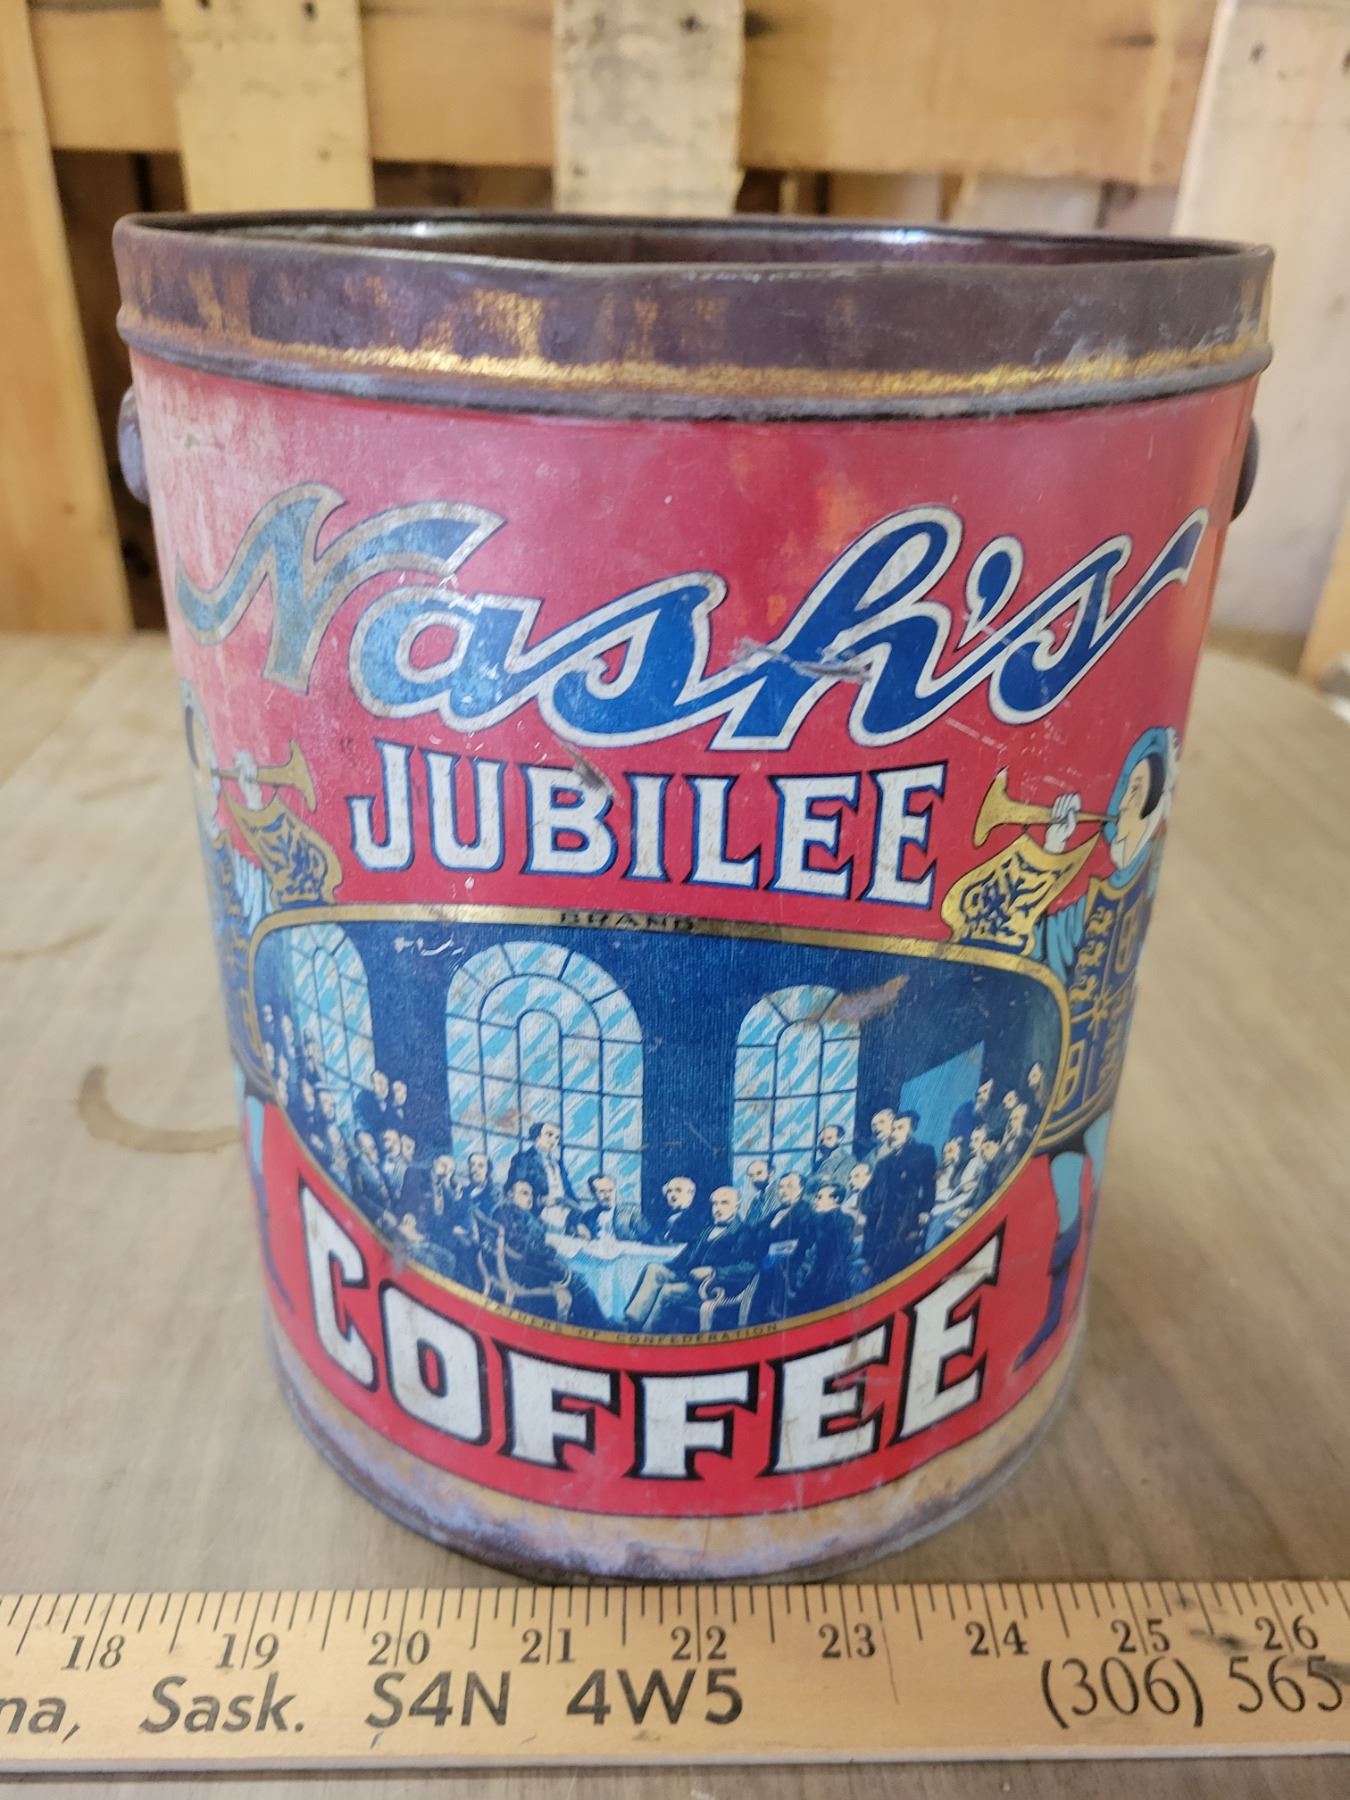 Nash's
JUBILEE
BRAND
FATHERS OF CONFEDERATION
COFFEE
18 19 20 21 22 23 24 25 26
na, Sask. S4N 4W5 (306) 565